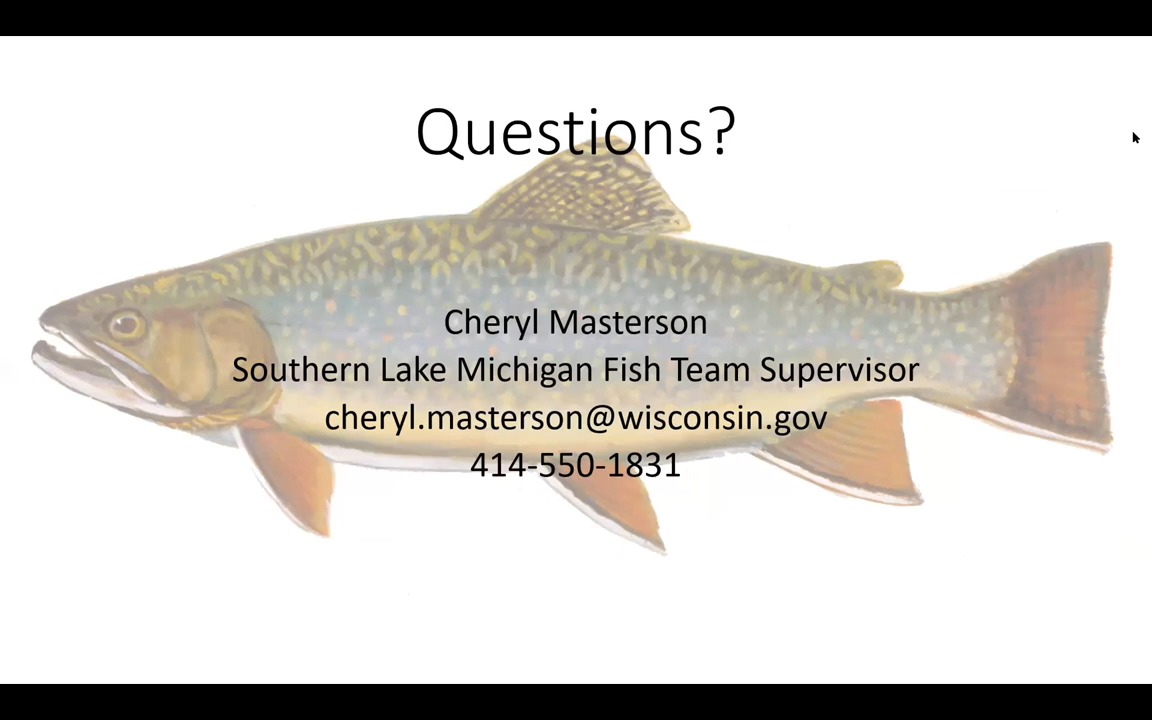 Questions?
Cheryl Masterson
Southern Lake Michigan Fish Team Supervisor
cheryl.masterson@wisconsin.gov
414-550-1831